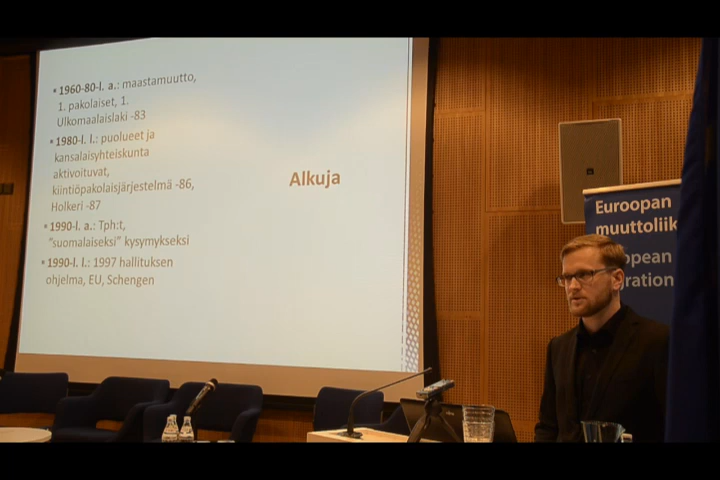 • 1960-80-l. a.: maastamuutto,
1. pakolaiset, 1.
Ulkomaalaislaki -83
• 1980-l. l.: puolueet ja
kansalaisyhteiskunta
aktivoituvat,
kiintiöpakolaisjärjestelmä -86,
Holkeri -87
• 1990-l. a.: Tph:t,
"suomalaiseksi" kysymykseksi
• 1990-l. l.: 1997 hallituksen
ohjelma, EU, Schengen
Alkuja
Euroopan
muuttoliik
opean
ration